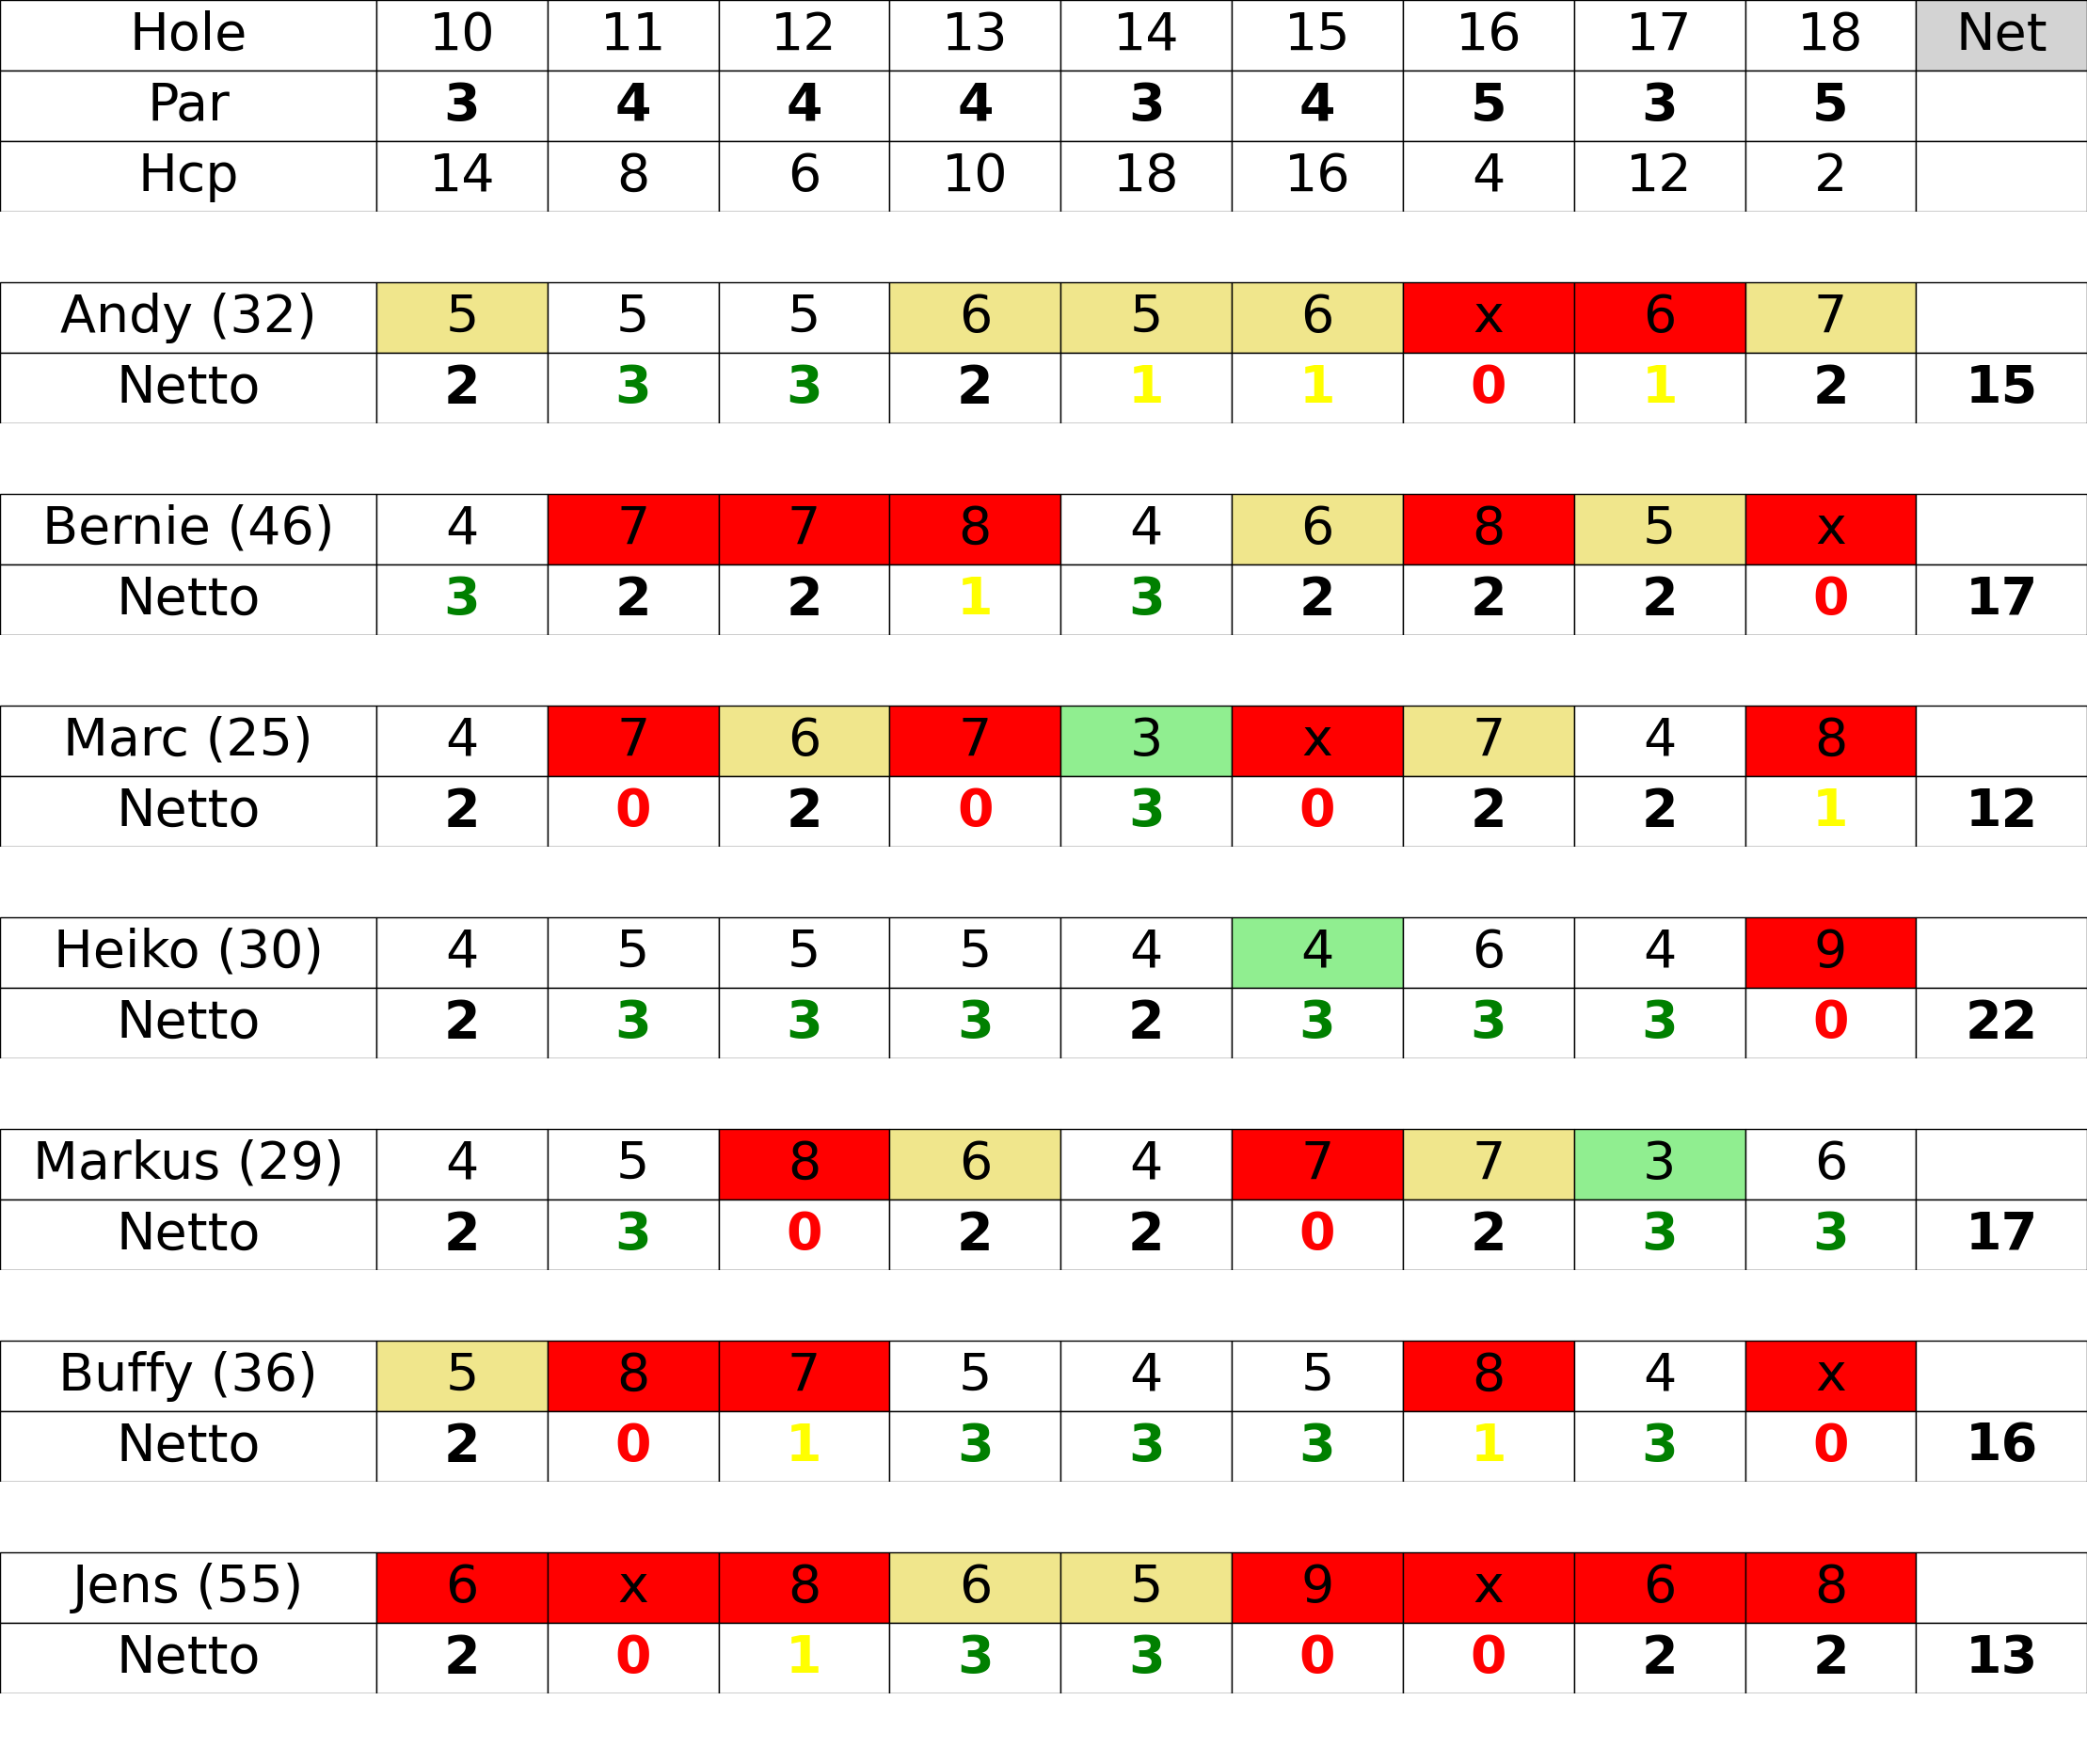 Hole 10 11 12 13 14 15 16 17 18 Net
Par 3 4 4 4 3 4 5 3 5
Hcp 14 8 6 10 18 16 4 12 2
Andy (32) 5 5 5 6 5 6 x 6 7
Netto 2 3 3 2 1 1 0 1 2 15
Bernie (46) 4 7 7 8 4 6 8 5 x
Netto 3 2 2 1 3 2 2 2 0 17
Marc (25) 4 7 6 7 3 x 7 4 8
Netto 2 0 2 0 3 0 2 2 1 12
Heiko (30) 4 5 5 5 4 4 6 4 9
Netto 2 3 3 3 2 3 3 3 0 22
Markus (29) 4 5 8 6 4 7 7 3 6
Netto 2 3 0 2 2 0 2 3 3 17
Buffy (36) 5 8 7 5 4 5 8 4 x
Netto 2 0 1 3 3 3 1 3 0 16
Jens (55) 6 x 8 6 5 9 x 6 8
Netto 2 0 1 3 3 0 0 2 2 13